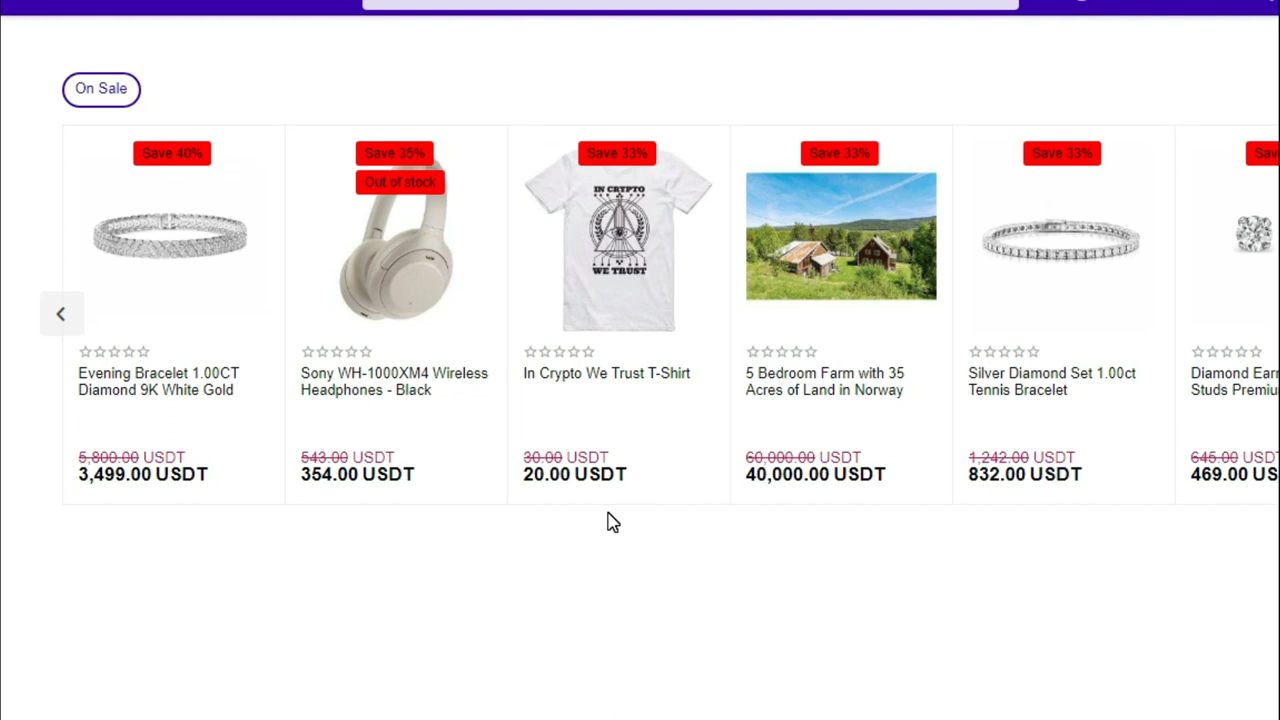 On Sale
Save 40%
Evening Bracelet 1.00CT
Diamond 9K White Gold
5,800.00 USDT
3,499.00 USDT
Save 35%
Out of stock
Sony WH-1000XM4 Wireless
Headphones - Black
543.00 USDT
354.00 USDT
Save 33%
IN CRYPTO
WE TRUST
In Crypto We Trust T-Shirt
30.00 USDT
20.00 USDT
Save 33%
5 Bedroom Farm with 35
Acres of Land in Norway
60,000.00 USDT
40,000.00 USDT
Save 33%
Silver Diamond Set 1.00ct
Tennis Bracelet
1,242.00 USDT
832.00 USDT
Diamond
Studs
645.00
469.00